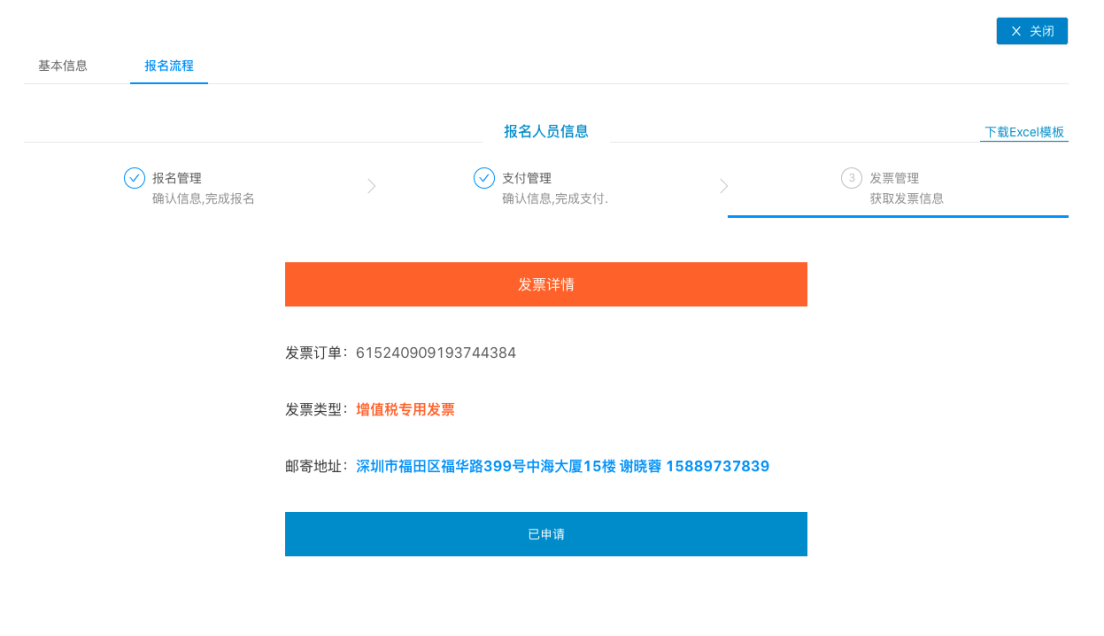 X 关闭
基本信息 报名流程
报名人员信息 下载Excel模板
报名管理 支付管理 3 发票管理
确认信息,完成报名 确认信息,完成支付. 获取发票信息
发票详情
发票订单：615240909193744384
发票类型：增值税专用发票
邮寄地址：深圳市福田区福华路399号中海大厦15楼 谢晓蓉 15889737839
已申请